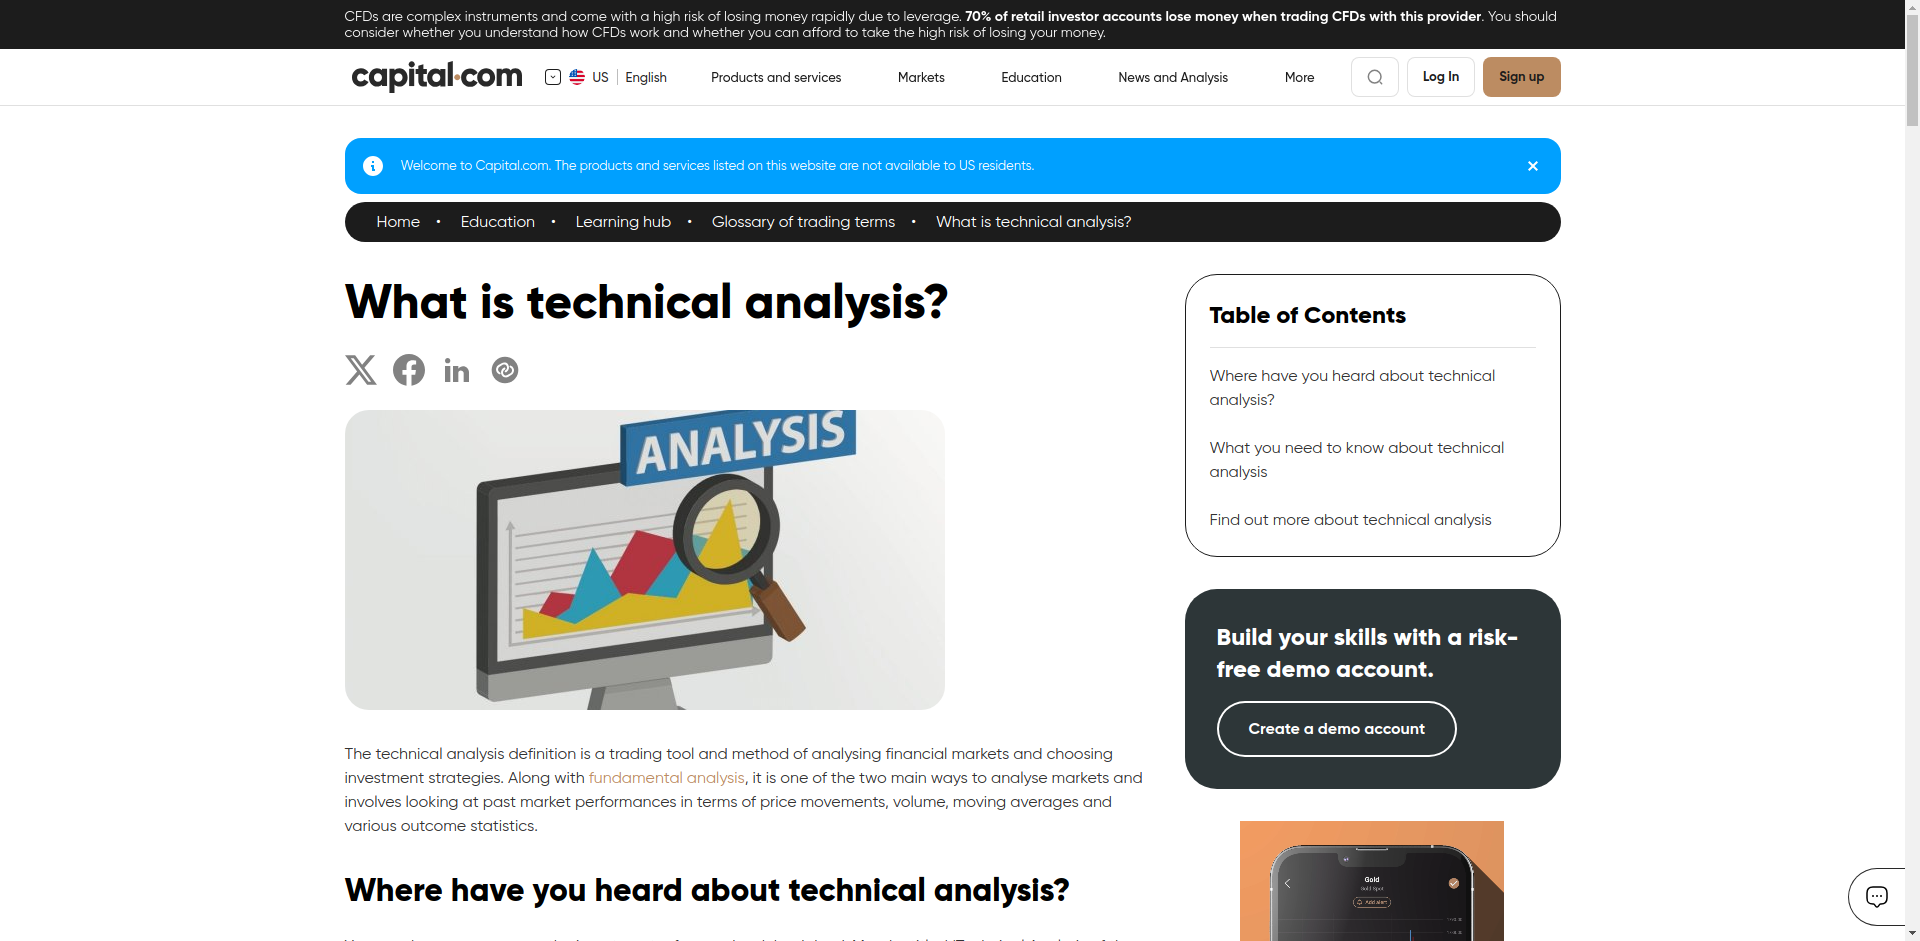 CFDs are complex instruments and come with a high risk of losing money rapidly due to leverage. 70% of retail investor accounts lose money when trading CFDs with this provider. You should
consider whether you understand how CFDs work and whether you can afford to take the high risk of losing your money.
capital.com
US English
Products and services
Markets
Education
News and Analysis
More
Log In
Sign up
Welcome to Capital.com. The products and services listed on this website are not available to US residents.
Home • Education • Learning hub • Glossary of trading terms • What is technical analysis?
What is technical analysis?
ANALYSIS
The technical analysis definition is a trading tool and method of analysing financial markets and choosing
investment strategies. Along with fundamental analysis, it is one of the two main ways to analyse markets and
involves looking at past market performances in terms of price movements, volume, moving averages and
various outcome statistics.
Where have you heard about technical analysis?
Table of Contents
Where have you heard about technical
analysis?
What you need to know about technical
analysis
Find out more about technical analysis
Build your skills with a risk-
free demo account.
Create a demo account
Gold
Gold Spot
Add alert